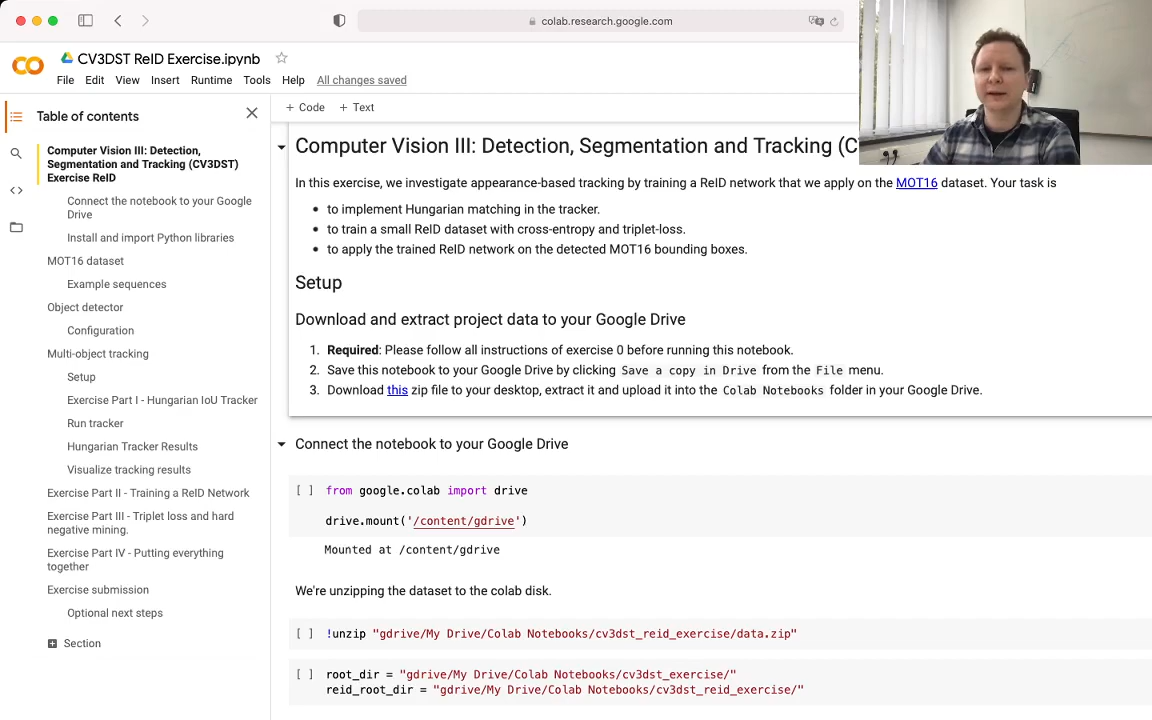 colab.research.google.com
CV3DST ReID Exercise.ipynb
File Edit View Insert Runtime Tools Help All changes saved
Table of contents
+ Code + Text
Computer Vision III: Detection,
Segmentation and Tracking (CV3DST)
Exercise ReID
Connect the notebook to your Google
Drive
Install and import Python libraries
MOT16 dataset
Example sequences
Object detector
Configuration
Multi-object tracking
Setup
Exercise Part I - Hungarian IoU Tracker
Run tracker
Hungarian Tracker Results
Visualize tracking results
Exercise Part II - Training a ReID Network
Exercise Part III - Triplet loss and hard
negative mining.
Exercise Part IV - Putting everything
together
Exercise submission
Optional next steps
Section
Computer Vision III: Detection, Segmentation and Tracking (C
In this exercise, we investigate appearance-based tracking by training a ReID network that we apply on the MOT16 dataset. Your task is
• to implement Hungarian matching in the tracker.
• to train a small ReID dataset with cross-entropy and triplet-loss.
• to apply the trained ReID network on the detected MOT16 bounding boxes.
Setup
Download and extract project data to your Google Drive
1. Required: Please follow all instructions of exercise 0 before running this notebook.
2. Save this notebook to your Google Drive by clicking Save a copy in Drive from the File menu.
3. Download this zip file to your desktop, extract it and upload it into the Colab Notebooks folder in your Google Drive.
Connect the notebook to your Google Drive
[ ] from google.colab import drive
drive.mount('/content/gdrive')
Mounted at /content/gdrive
We're unzipping the dataset to the colab disk.
[ ] !unzip "gdrive/My Drive/Colab Notebooks/cv3dst_reid_exercise/data.zip"
[ ] root_dir = "gdrive/My Drive/Colab Notebooks/cv3dst_exercise/"
reid_root_dir = "gdrive/My Drive/Colab Notebooks/cv3dst_reid_exercise/"